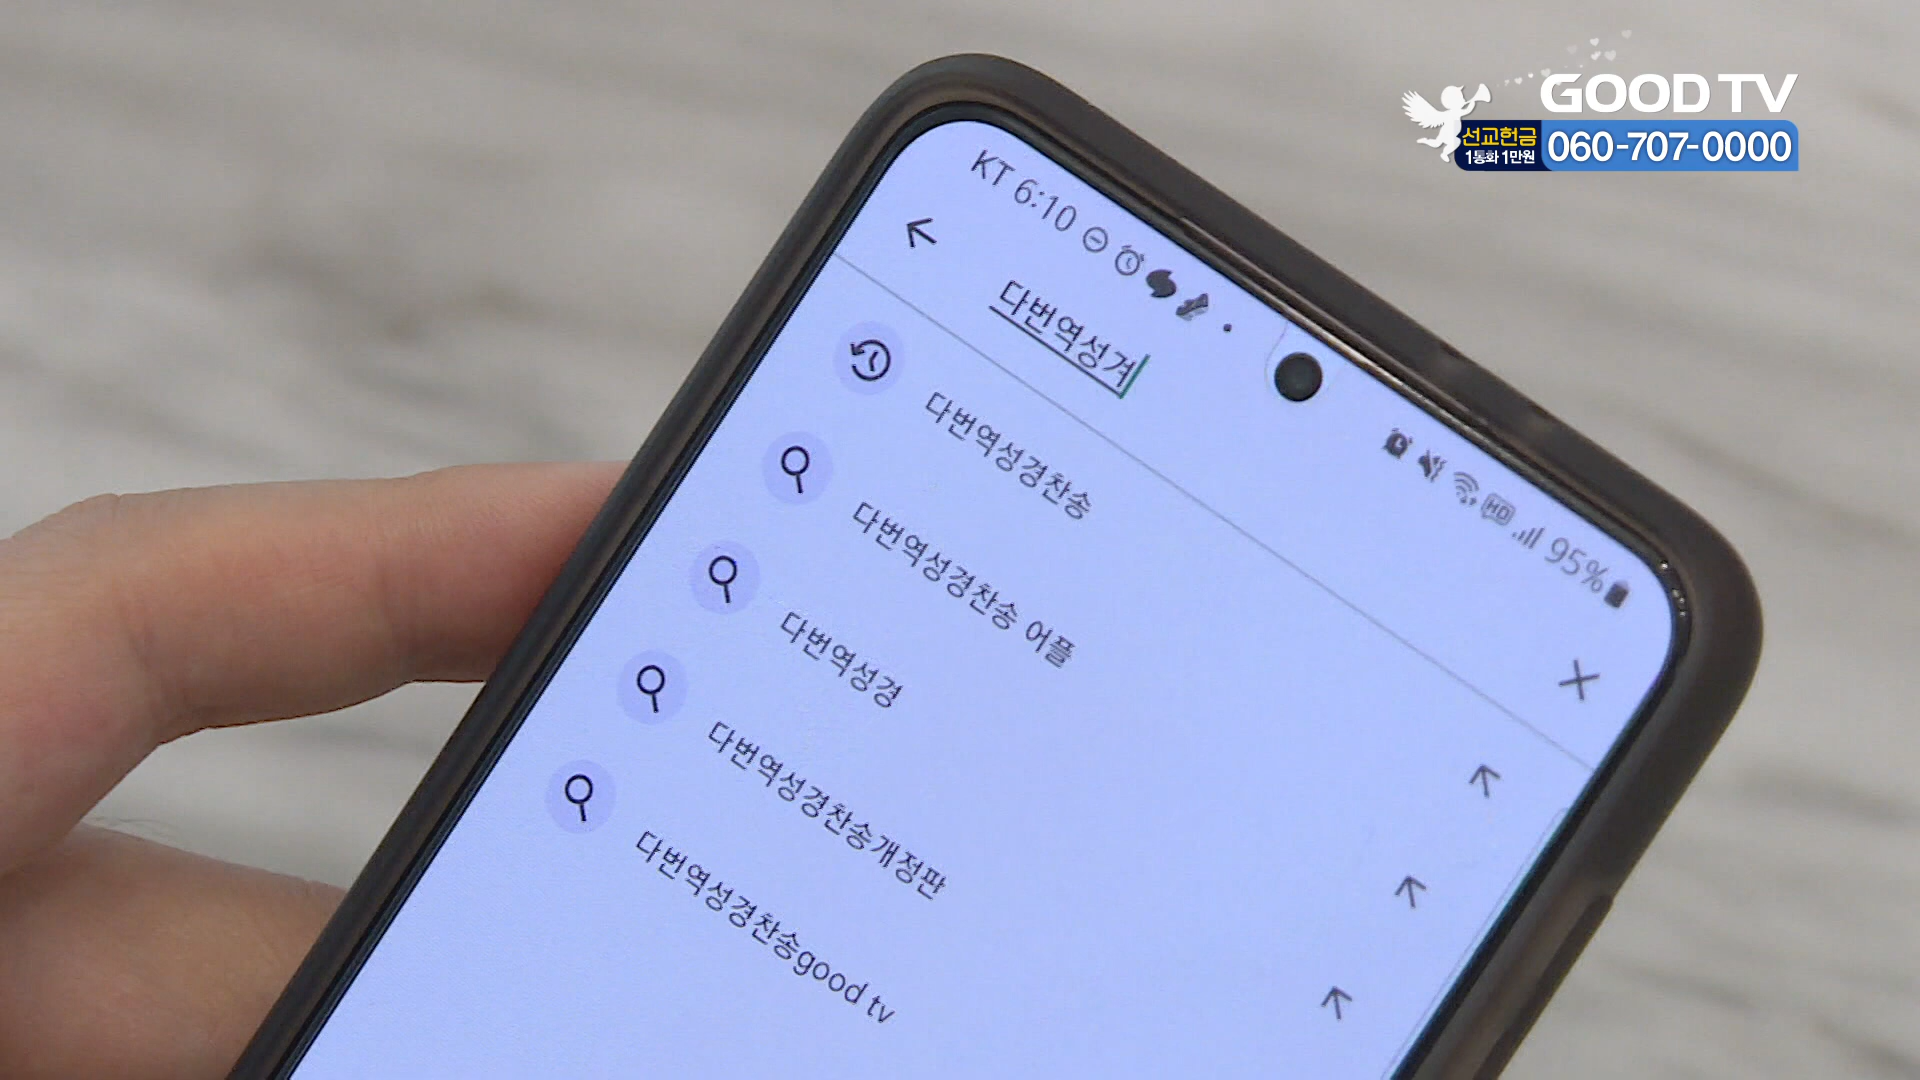 GOOD TV
선교헌금
1통화 1만원
060-707-0000
KT 6:10
HD
95%
다번역성겨
다번역성경찬송
다번역성경찬송 어플
다번역성경
다번역성경찬송개정판
다번역성경찬송good tv